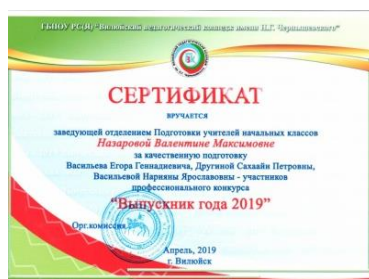 ГБПОУ РС(Я) "Вилюйский педагогический колледж имени Н.Г. Чернышевского"
СЕРТИФИКАТ
ВРУЧАЕТСЯ
заведующей отделением Подготовки учителей начальных классов
Назаровой Валентине Максимовне
за качественную подготовку
Васильева Егора Геннадиевича, Другиной Сахаайи Петровны,
Васильевой Нарияны Ярославовны - участников
профессионального конкурса
"Выпускник года 2019"
Орг.комиссия
Апрель, 2019
г. Вилюйск